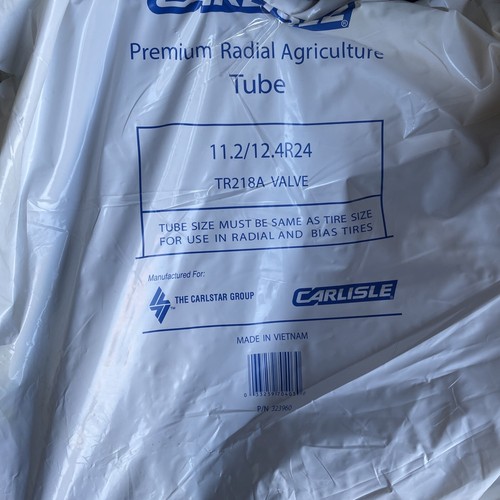 CARLISLE®
Premium Radial Agriculture
Tube
11.2/12.4R24
TR218A VALVE
TUBE SIZE MUST BE SAME AS TIRE SIZE
FOR USE IN RADIAL AND BIAS TIRES
Manufactured For:
THE CARLSTAR GROUP
CARLISLE
MADE IN VIETNAM
P/N